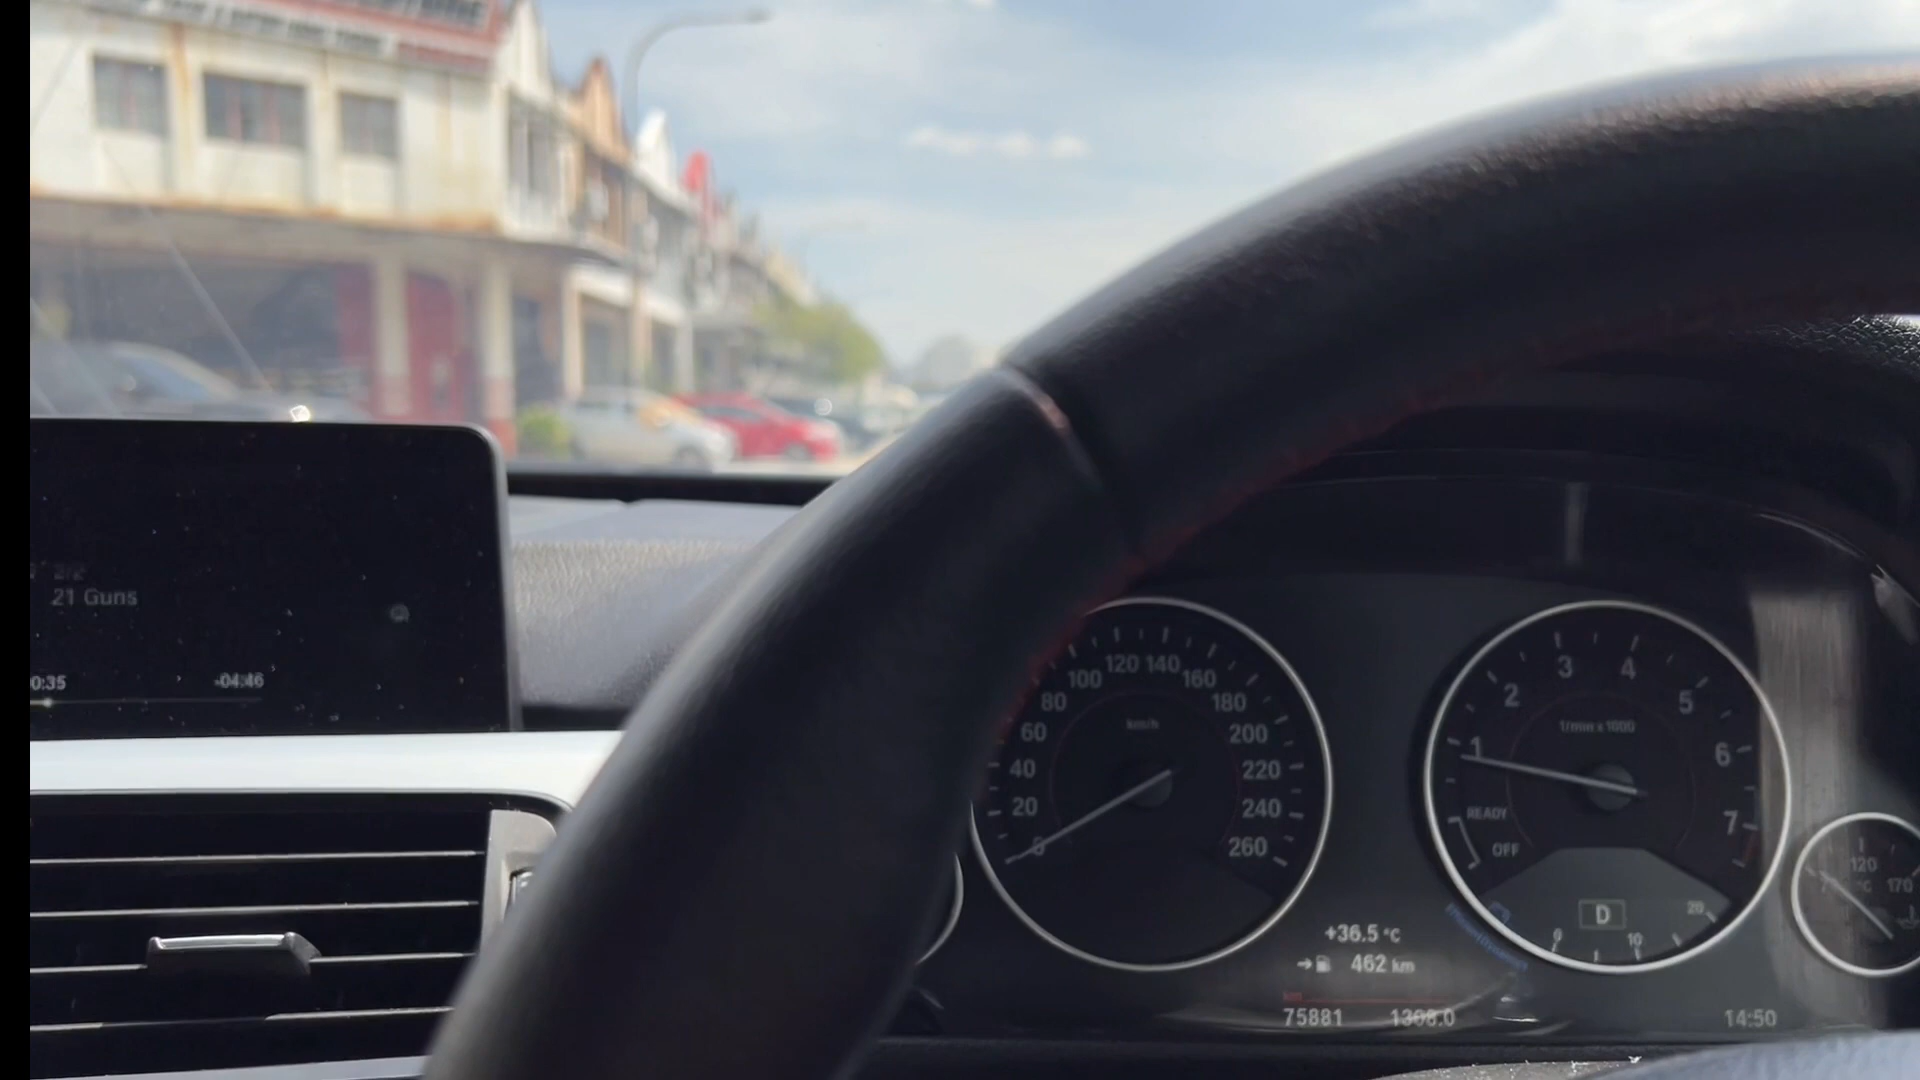 21 Guns
0:35 -04:46
0 20 40 60 80 100 120 140 160 180 200 220 240 260
km/h
1 2 3 4 5 6 7
1/min x 1000
READY
OFF
D
0 10 20
EfficientDynamics
120
170
°C
+36.5 °C
462 km
km
75881 1308.0
14:50